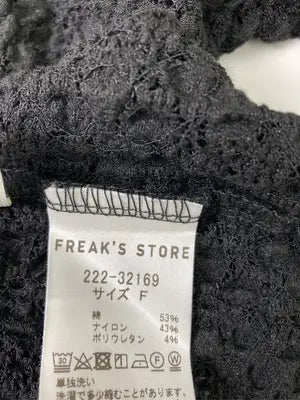 FREAK'S STORE
222-32169
サイズ F
綿 53%
ナイロン 43%
ポリウレタン 4%
単独洗い
洗濯で多少縮むことがあります。